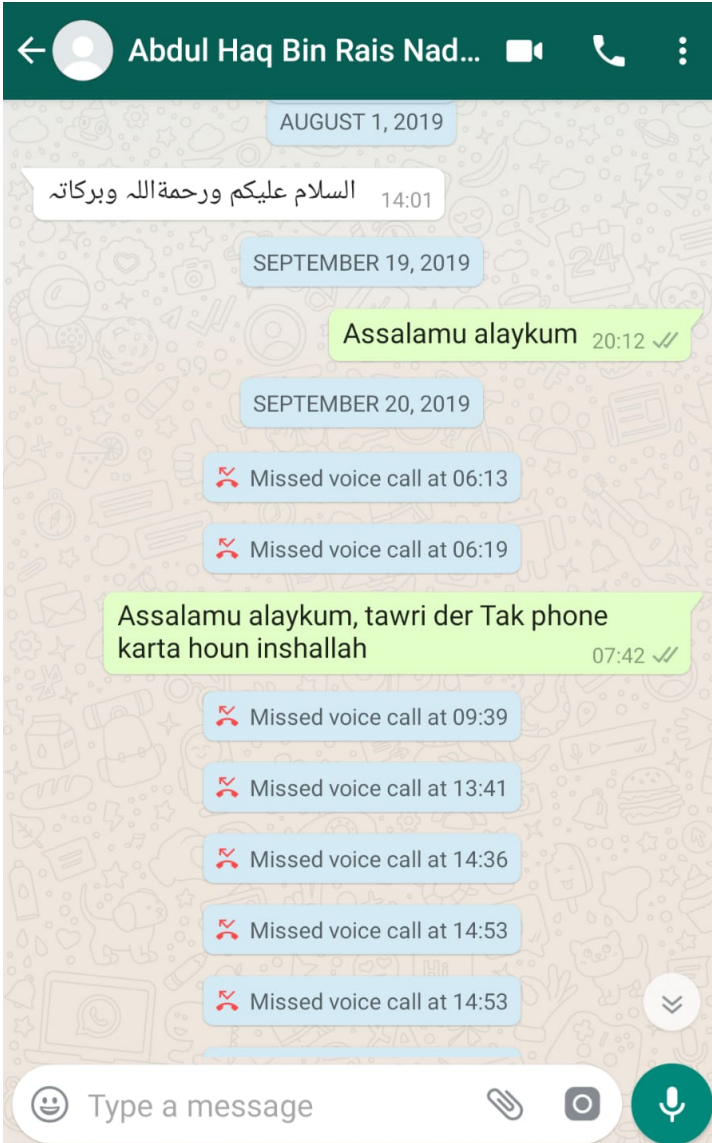 Abdul Haq Bin Rais Nad...
AUGUST 1, 2019
السلام علیکم ورحمةاللہ وبرکاتہ 14:01
SEPTEMBER 19, 2019
Assalamu alaykum 20:12
SEPTEMBER 20, 2019
Missed voice call at 06:13
Missed voice call at 06:19
Assalamu alaykum, tawri der Tak phone
karta houn inshallah 07:42
Missed voice call at 09:39
Missed voice call at 13:41
Missed voice call at 14:36
Missed voice call at 14:53
Missed voice call at 14:53
Type a message